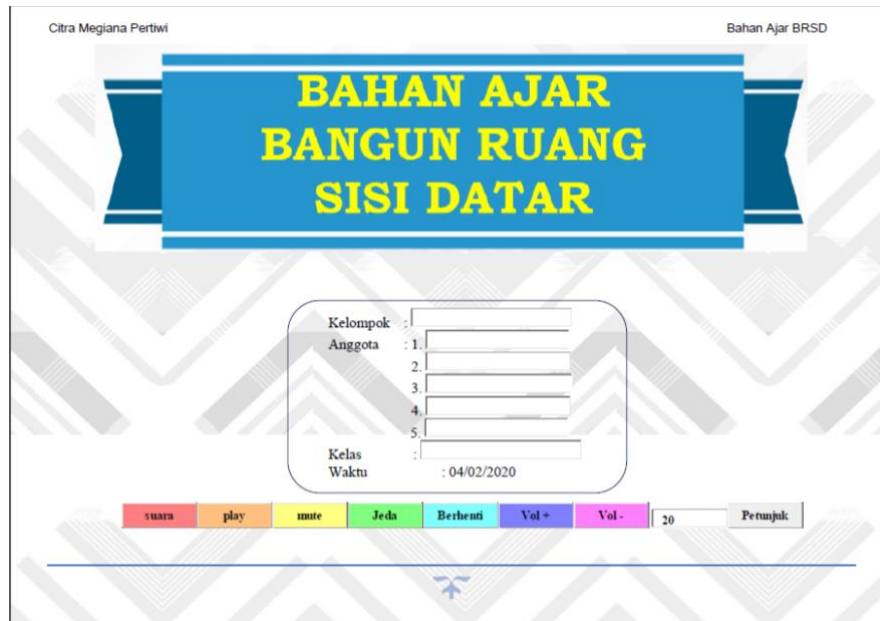 Citra Megiana Pertiwi Bahan Ajar BRSD
BAHAN AJAR
BANGUN RUANG
SISI DATAR
Kelompok :
Anggota : 1.
2.
3.
4.
5.
Kelas :
Waktu : 04/02/2020
suara play mute Jeda Berhenti Vol + Vol - 20 Petunjuk